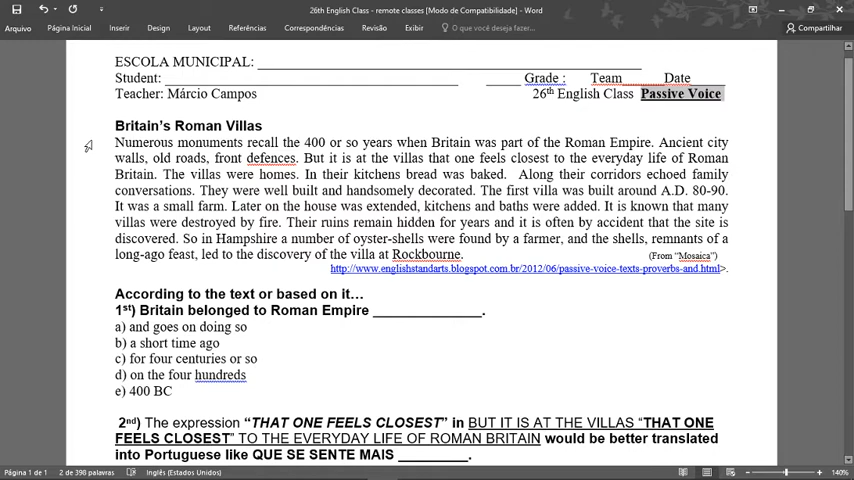 26th English Class - remote classes [Modo de Compatibilidade] - Word
Arquivo Página Inicial Inserir Design Layout Referências Correspondências Revisão Exibir O que você deseja fazer... Compartilhar
ESCOLA MUNICIPAL: ___________________________
Student: ___________________________ _____ Grade : Team______Date_____
Teacher: Márcio Campos 26th English Class Passive Voice
Britain's Roman Villas
Numerous monuments recall the 400 or so years when Britain was part of the Roman Empire. Ancient city
walls, old roads, front defences. But it is at the villas that one feels closest to the everyday life of Roman
Britain. The villas were homes. In their kitchens bread was baked. Along their corridors echoed family
conversations. They were well built and handsomely decorated. The first villa was built around A.D. 80-90.
It was a small farm. Later on the house was extended, kitchens and baths were added. It is known that many
villas were destroyed by fire. Their ruins remain hidden for years and it is often by accident that the site is
discovered. So in Hampshire a number of oyster-shells were found by a farmer, and the shells, remnants of a
long-ago feast, led to the discovery of the villa at Rockbourne. (From "Mosaica")
http://www.englishstandarts.blogspot.com.br/2012/06/passive-voice-texts-proverbs-and.html>.
According to the text or based on it…
1st) Britain belonged to Roman Empire _______________.
a) and goes on doing so
b) a short time ago
c) for four centuries or so
d) on the four hundreds
e) 400 BC
2nd) The expression "THAT ONE FEELS CLOSEST" in BUT IT IS AT THE VILLAS "THAT ONE
FEELS CLOSEST" TO THE EVERYDAY LIFE OF ROMAN BRITAIN would be better translated
into Portuguese like QUE SE SENTE MAIS _________.
Página 1 de 1 2 de 398 palavras Inglês (Estados Unidos) 140%